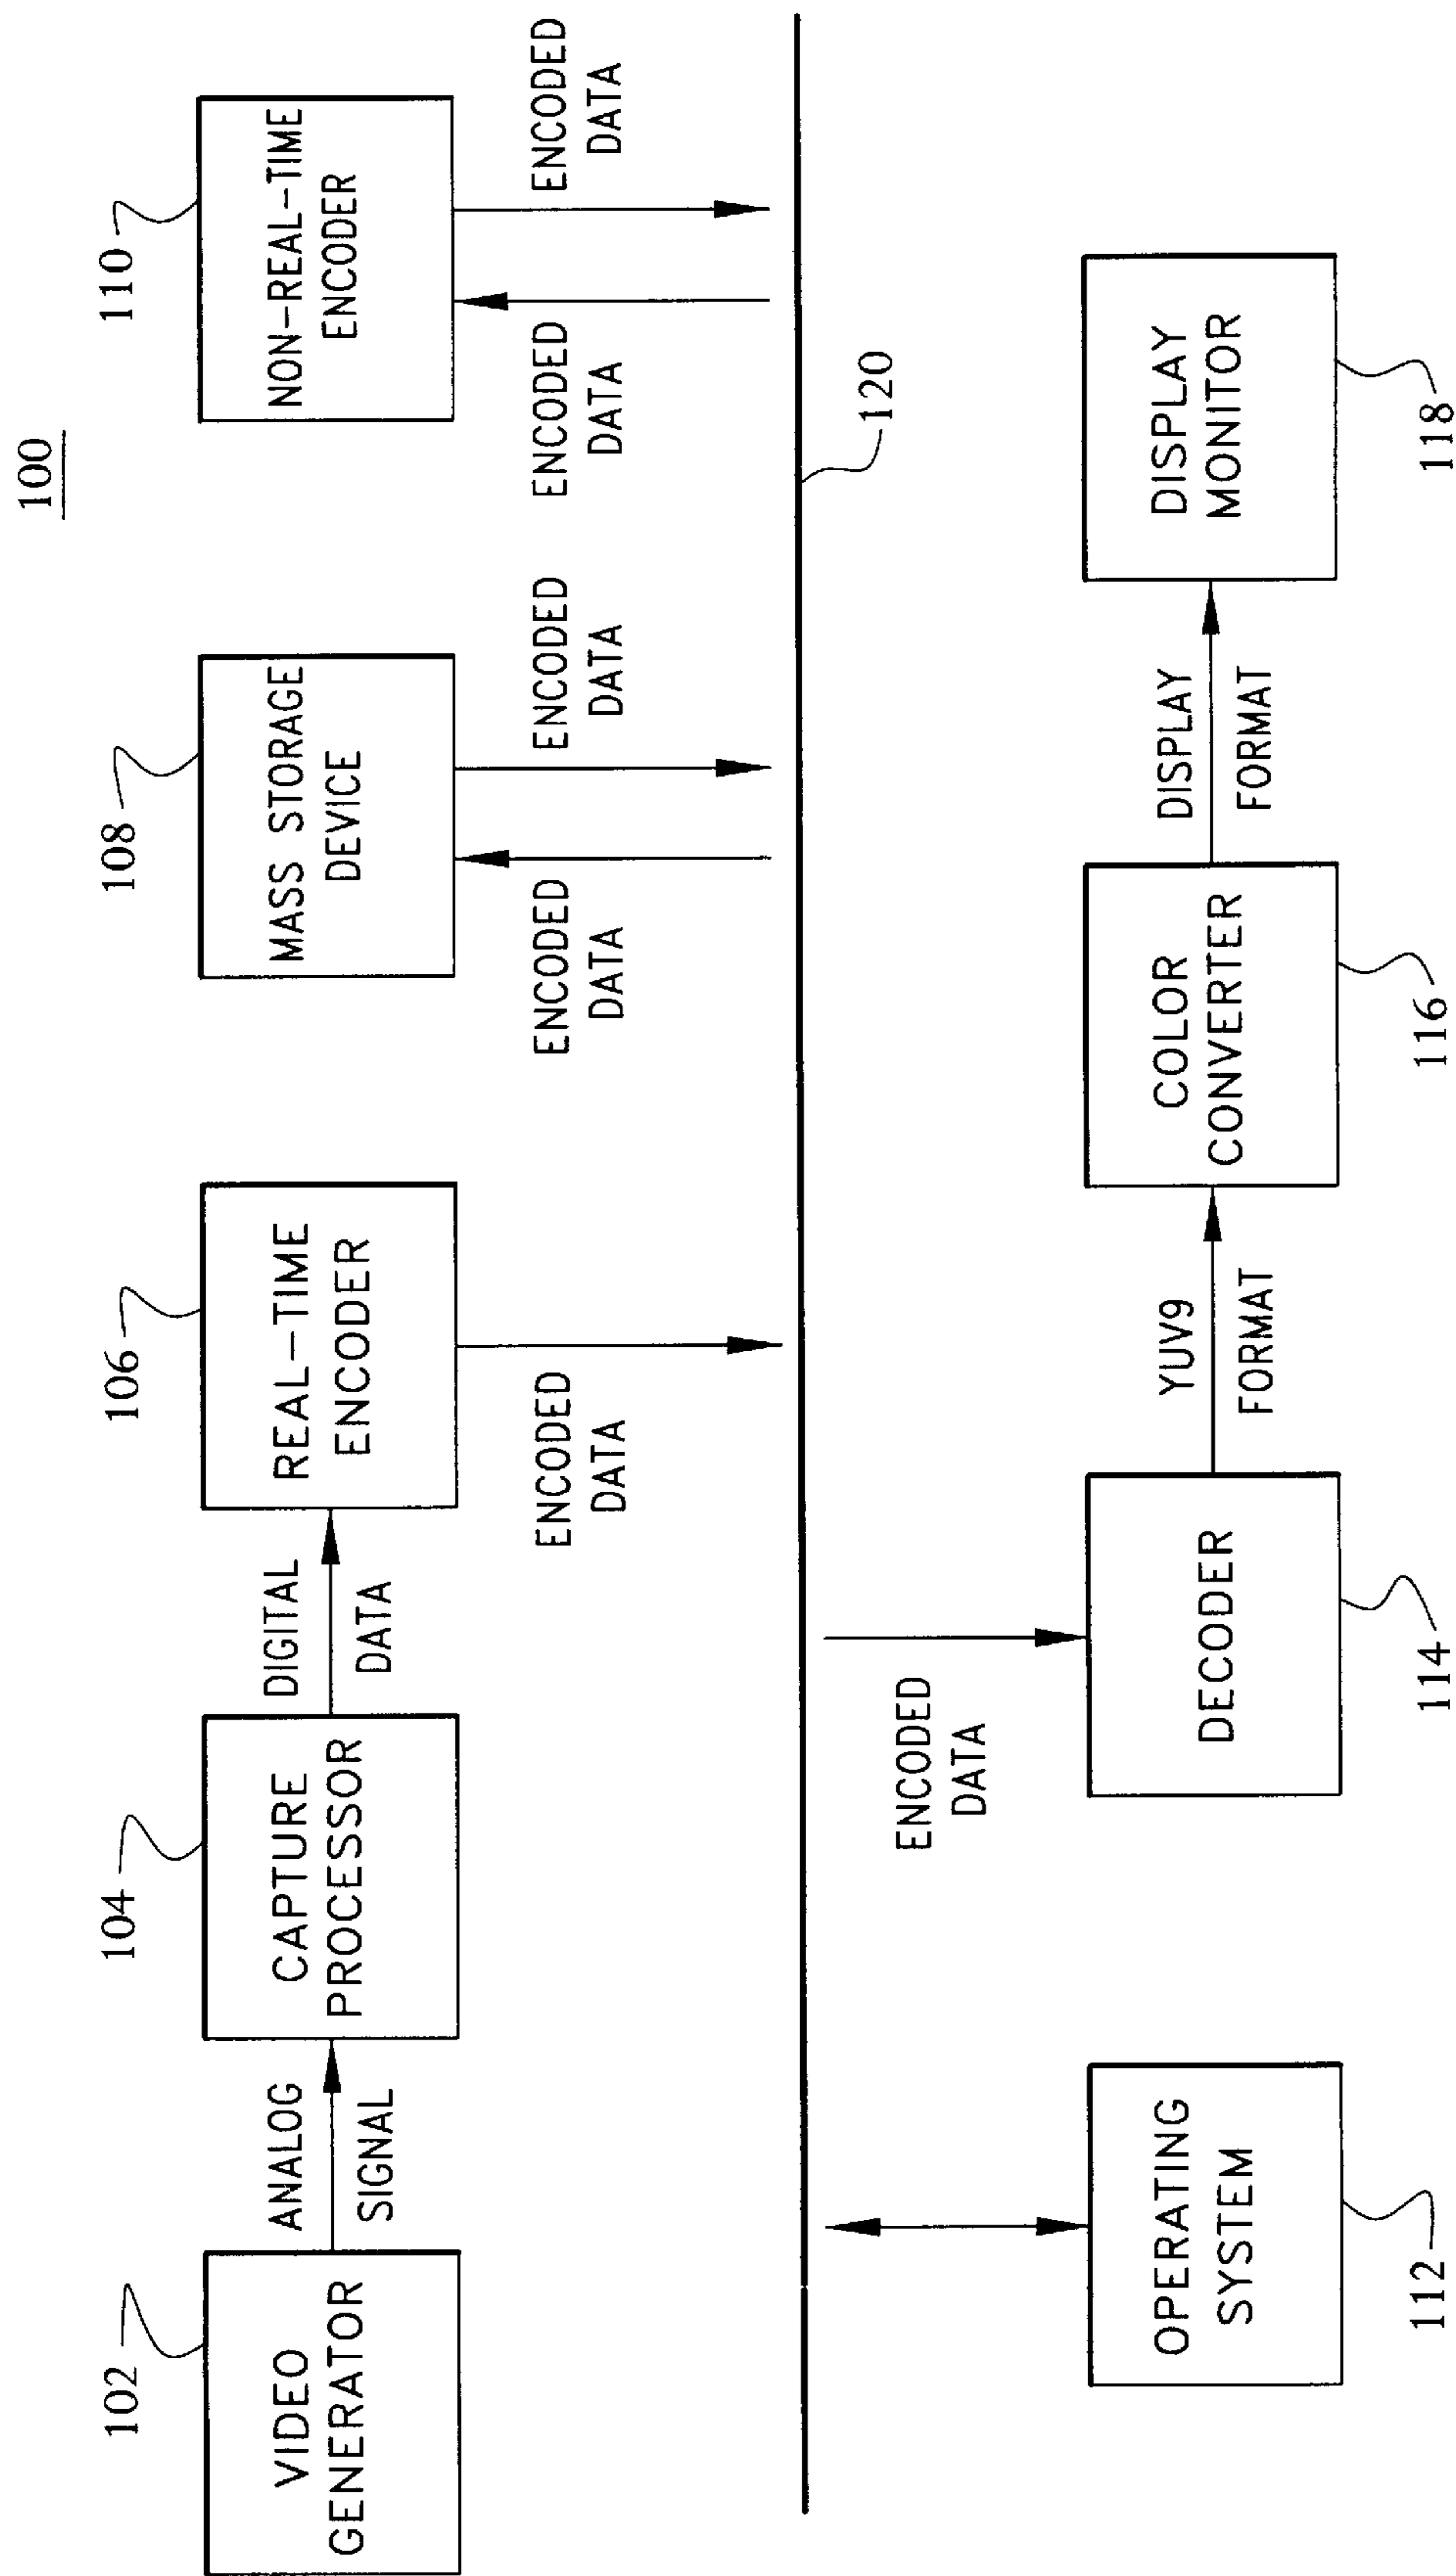 100
102
VIDEO
GENERATOR
ANALOG
SIGNAL
104
CAPTURE
PROCESSOR
DIGITAL
DATA
106
REAL-TIME
ENCODER
ENCODED
DATA
108
MASS STORAGE
DEVICE
ENCODED
DATA
ENCODED
DATA
110
NON-REAL-TIME
ENCODER
ENCODED
DATA
ENCODED
DATA
120
OPERATING
SYSTEM
112
ENCODED
DATA
DECODER
114
YUV9
FORMAT
COLOR
CONVERTER
116
DISPLAY
FORMAT
DISPLAY
MONITOR
118